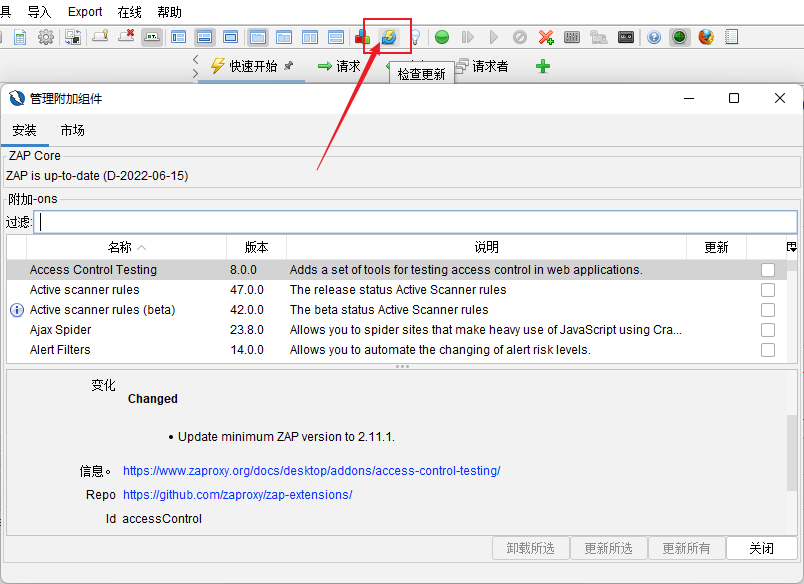 具 导入 Export 在线 帮助
快速开始 请求 请求者
检查更新
管理附加组件
安装 市场
ZAP Core
ZAP is up-to-date (D-2022-06-15)
附加-ons
过滤:
名称 版本 说明 更新
Access Control Testing 8.0.0 Adds a set of tools for testing access control in web applications.
Active scanner rules 47.0.0 The release status Active Scanner rules
Active scanner rules (beta) 42.0.0 The beta status Active Scanner rules
Ajax Spider 23.8.0 Allows you to spider sites that make heavy use of JavaScript using Cra...
Alert Filters 14.0.0 Allows you to automate the changing of alert risk levels.
变化
Changed
• Update minimum ZAP version to 2.11.1.
信息。 https://www.zaproxy.org/docs/desktop/addons/access-control-testing/
Repo https://github.com/zaproxy/zap-extensions/
Id accessControl
卸载所选 更新所选 更新所有 关闭